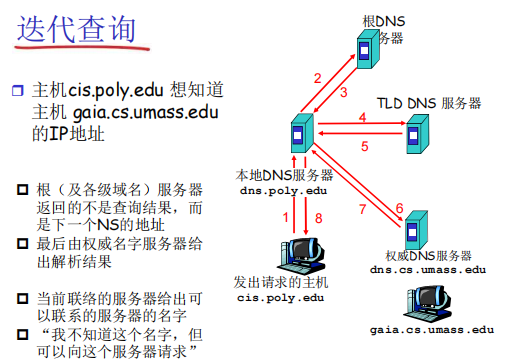 迭代查询
主机cis.poly.edu 想知道
主机 gaia.cs.umass.edu
的IP地址
根（及各级域名）服务器
返回的不是查询结果，而
是下一个NS的地址
最后由权威名字服务器给
出解析结果
当前联络的服务器给出可
以联系的服务器的名字
“我不知道这个名字，但
可以向这个服务器请求”
根DNS
务器
2
3
TLD DNS 服务器
4
5
本地DNS服务器
dns.poly.edu
1
8
7
6
权威DNS服务器
dns.cs.umass.edu
发出请求的主机
cis.poly.edu
gaia.cs.umass.edu